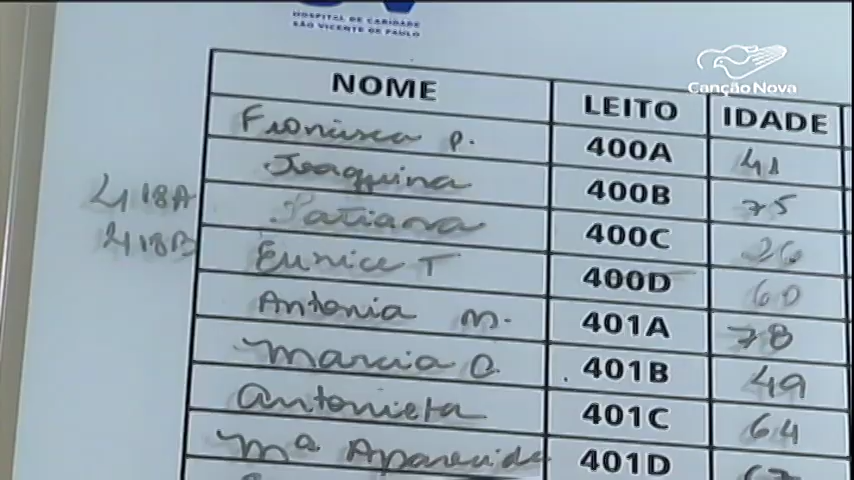 HOSPITAL DE CARIDADE
SÃO VICENTE DE PAULO
Canção Nova
NOME LEITO IDADE
Francisca P. 400A 41
Joaquina 400B 75
418A Tatiana 400C 26
418B Eunice T 400D 60
Antonia M. 401A 78
Marcia O. 401B 49
Antonieta 401C 64
Mª Aparecida 401D